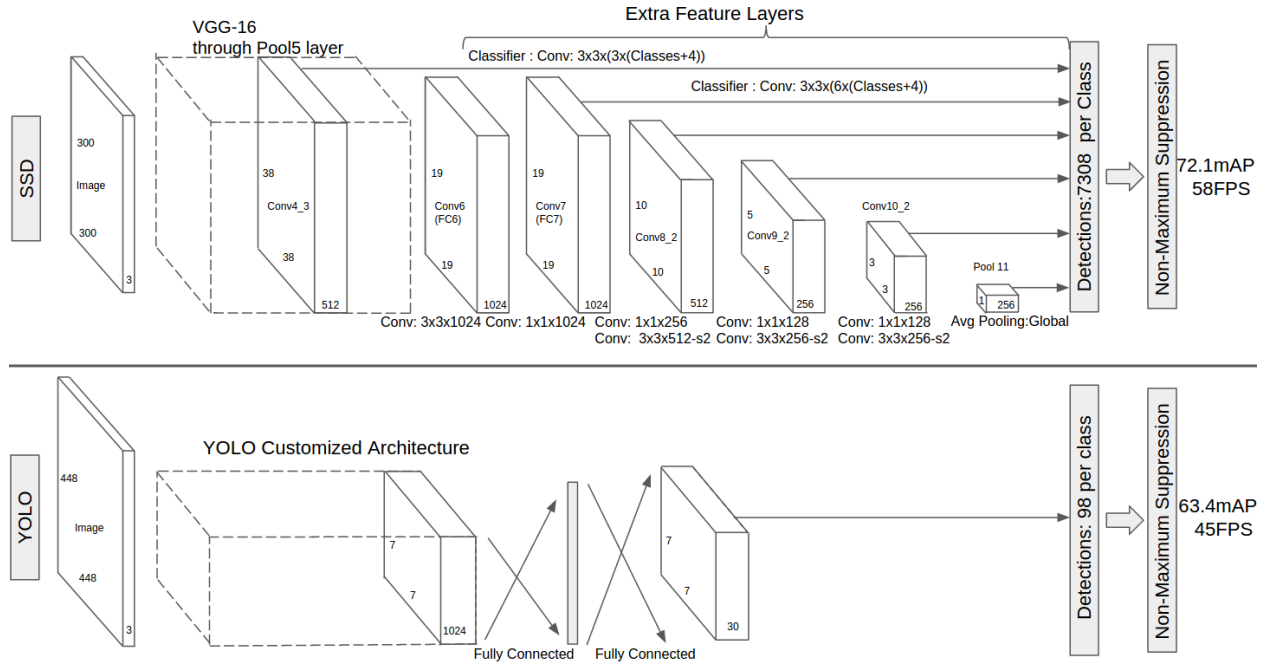 Extra Feature Layers
VGG-16
through Pool5 layer
Classifier : Conv: 3x3x(3x(Classes+4))
Classifier : Conv: 3x3x(6x(Classes+4))
SSD
300
Image
300
3
38
Conv4_3
38
512
19
Conv6
(FC6)
19
1024
19
Conv7
(FC7)
19
1024
10
Conv8_2
10
512
5
Conv9_2
5
256
Conv10_2
3
3
256
Pool 11
1
256
Conv: 3x3x1024
Conv: 1x1x1024
Conv: 1x1x256
Conv: 3x3x512-s2
Conv: 1x1x128
Conv: 3x3x256-s2
Conv: 1x1x128
Conv: 3x3x256-s2
Avg Pooling:Global
Detections:7308 per Class
Non-Maximum Suppression
72.1mAP
58FPS
YOLO
448
Image
448
3
YOLO Customized Architecture
7
7
1024
Fully Connected
Fully Connected
7
7
30
Detections: 98 per class
Non-Maximum Suppression
63.4mAP
45FPS